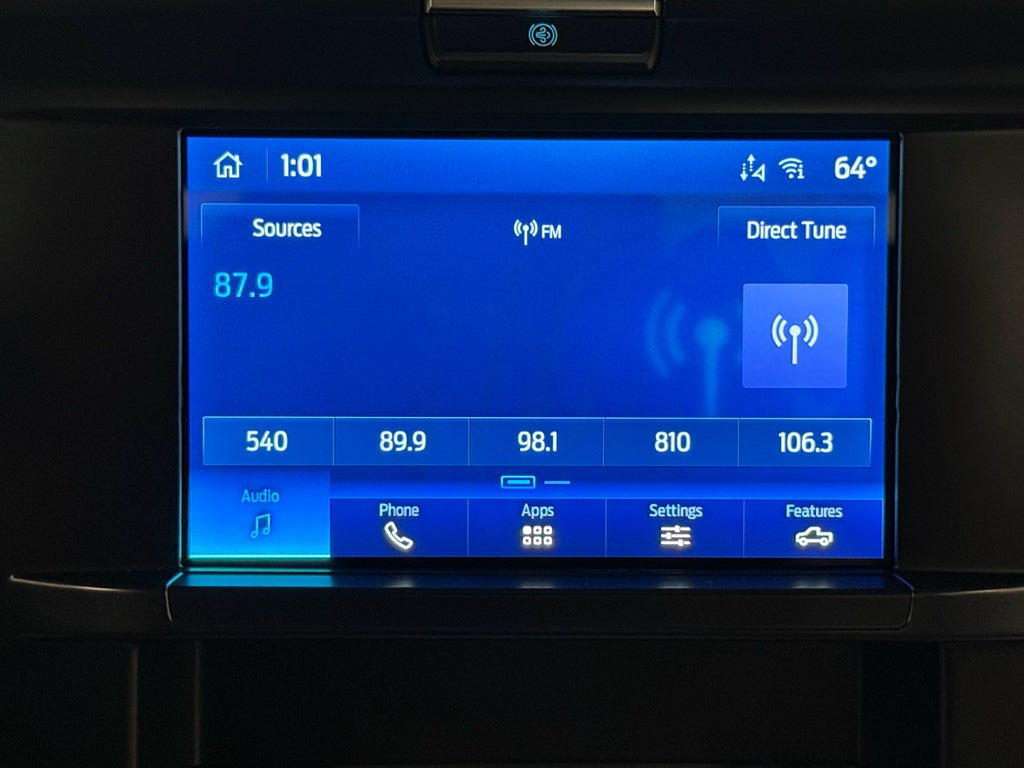 1:01 64°
Sources FM Direct Tune
87.9
540 89.9 98.1 810 106.3
Audio Phone Apps Settings Features